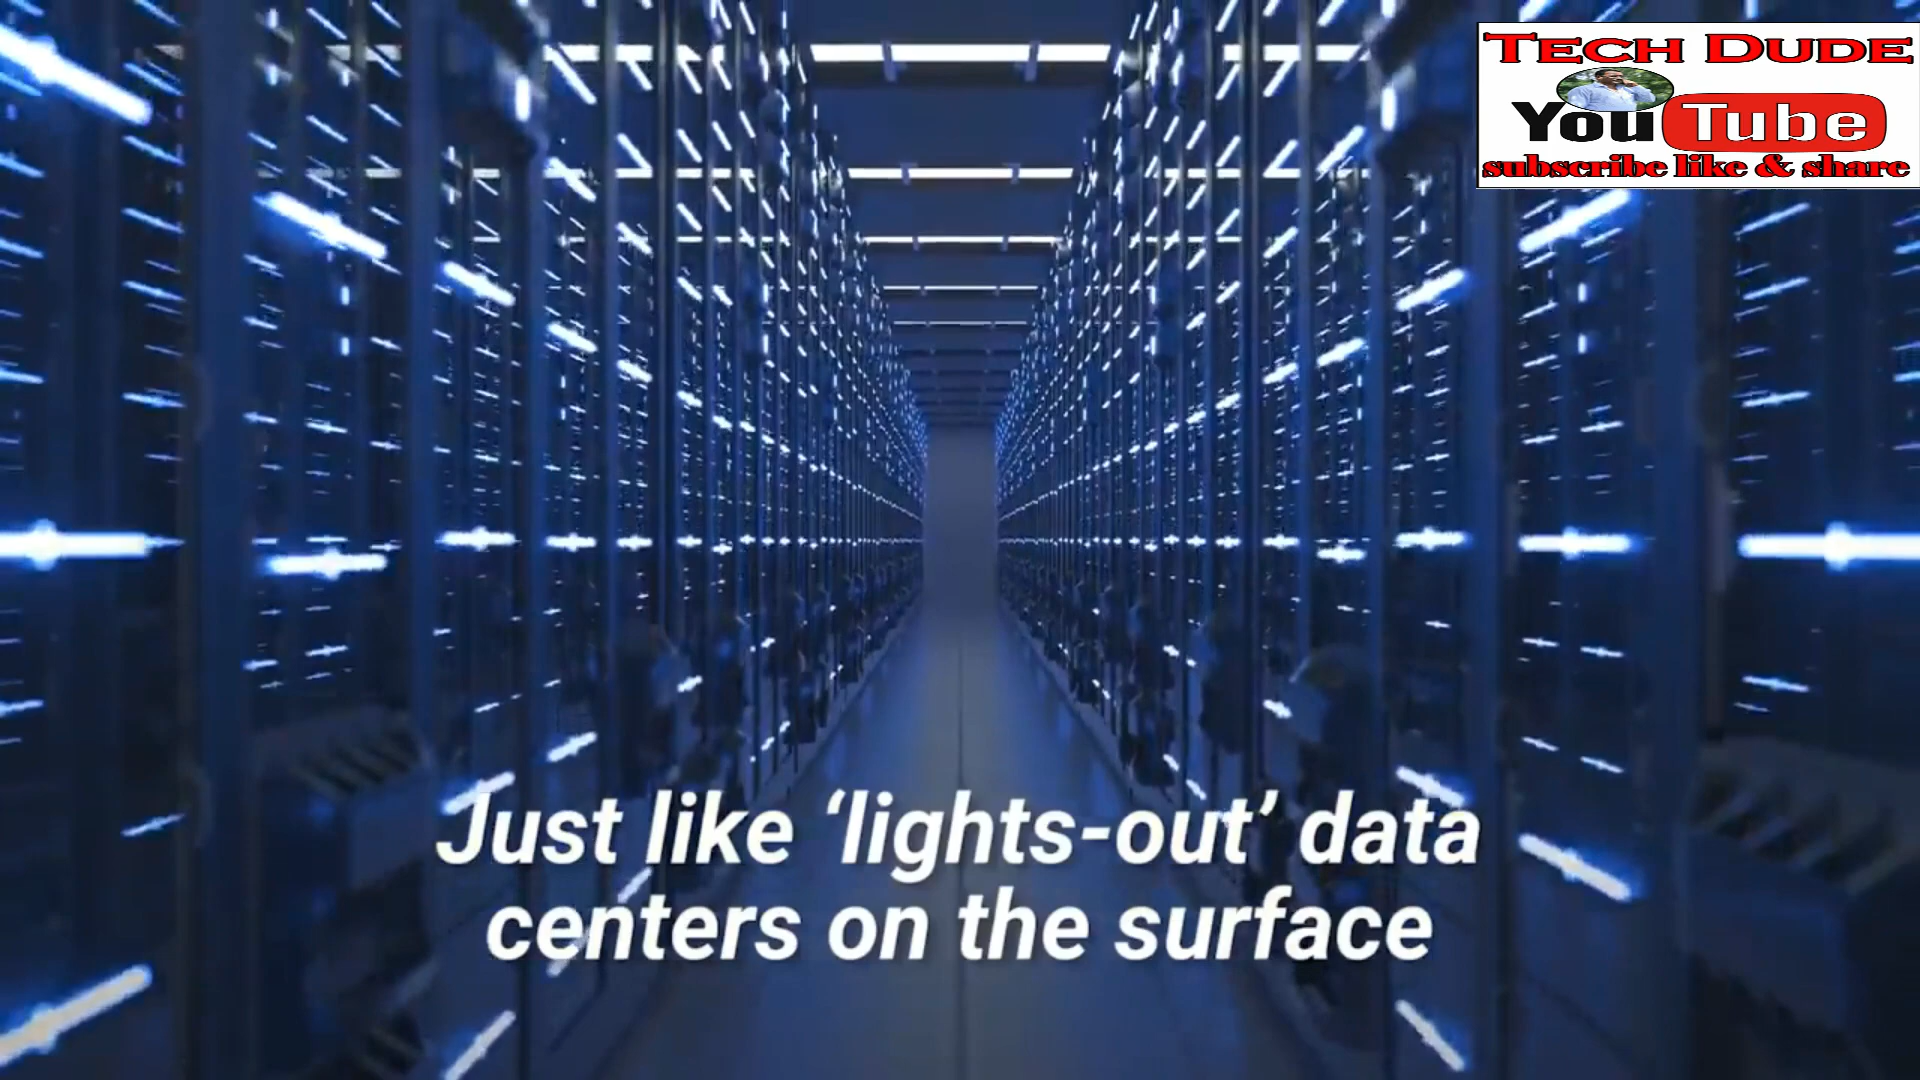 TECH DUDE
YouTube
subscribe like & share
Just like ‘lights-out’ data
centers on the surface